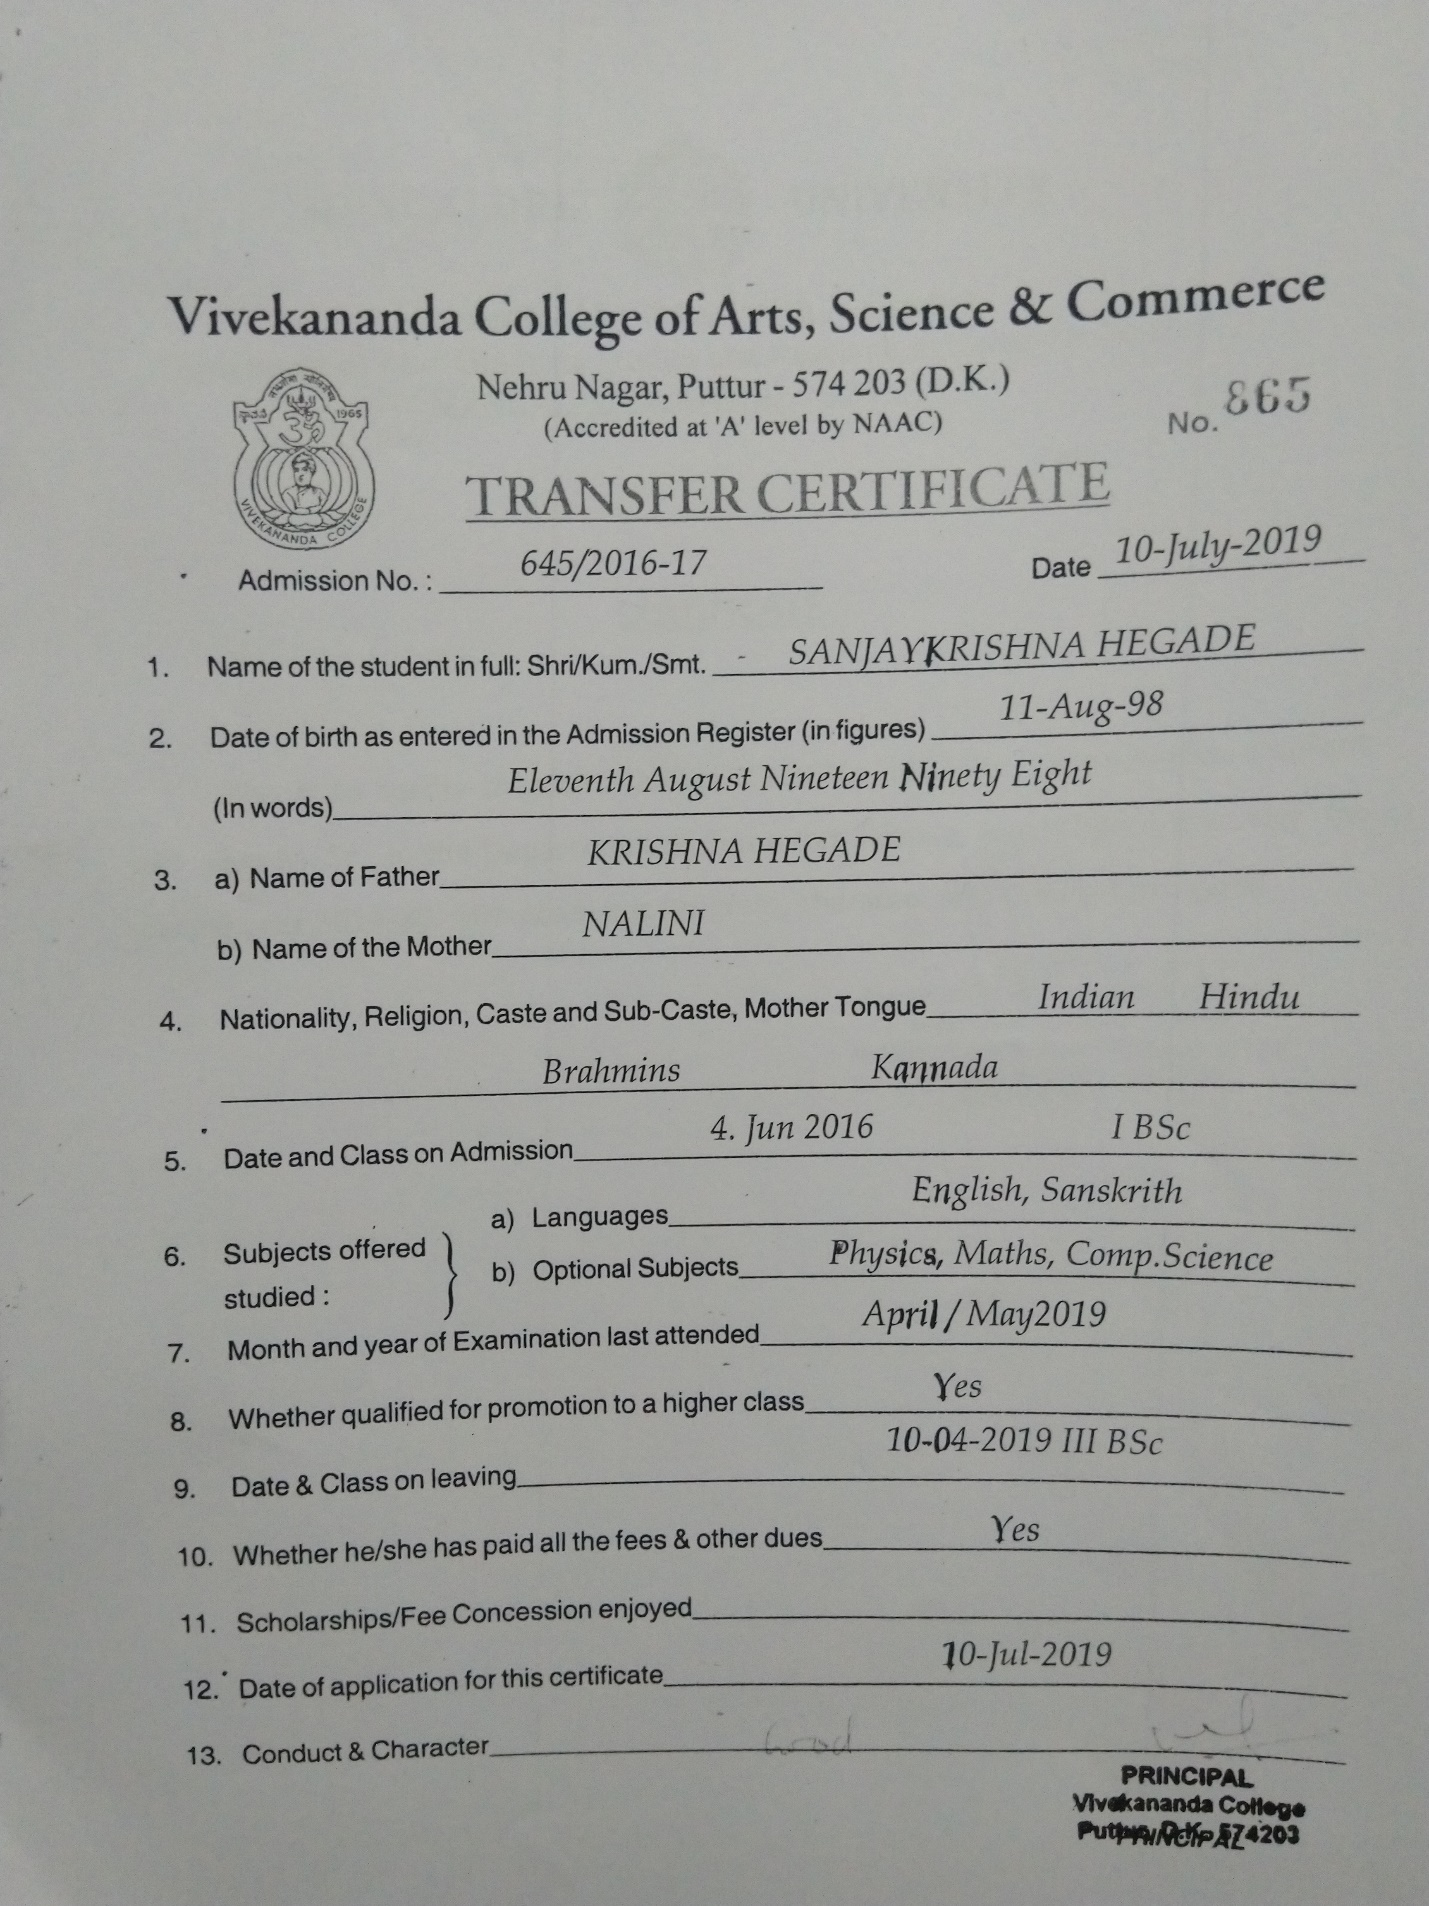 Vivekananda College of Arts, Science & Commerce
Nehru Nagar, Puttur - 574 203 (D.K.)
(Accredited at 'A' level by NAAC)
No. 865
1965
VIVEKANANDA COLLEGE
TRANSFER CERTIFICATE
Admission No. : 645/2016-17 Date 10-July-2019
1. Name of the student in full: Shri/Kum./Smt. - SANJAYKRISHNA HEGADE
2. Date of birth as entered in the Admission Register (in figures) 11-Aug-98
(In words) Eleventh August Nineteen Ninety Eight
3. a) Name of Father KRISHNA HEGADE
b) Name of the Mother NALINI
4. Nationality, Religion, Caste and Sub-Caste, Mother Tongue Indian Hindu
Brahmins Kannada
5. Date and Class on Admission 4. Jun 2016 I BSc
6. Subjects offered studied : a) Languages English, Sanskrith
b) Optional Subjects Physics, Maths, Comp.Science
7. Month and year of Examination last attended April / May2019
8. Whether qualified for promotion to a higher class Yes
9. Date & Class on leaving 10-04-2019 III BSc
10. Whether he/she has paid all the fees & other dues Yes
11. Scholarships/Fee Concession enjoyed
12. Date of application for this certificate 10-Jul-2019
13. Conduct & Character Good
PRINCIPAL
Vivekananda College
Puttur, D.K. 574203
PRINCIPAL